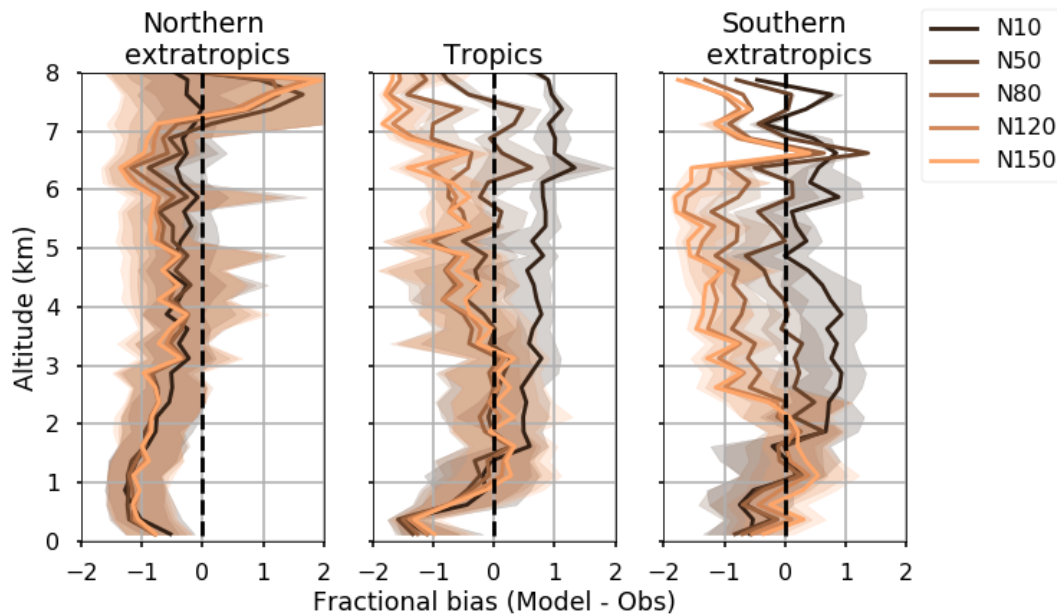 Northern
extratropics
Tropics
Southern
extratropics
N10
N50
N80
N120
N150
Altitude (km)
8
7
6
5
4
3
2
1
0
−2 −1 0 1 2
−2 −1 0 1 2
−2 −1 0 1 2
Fractional bias (Model - Obs)